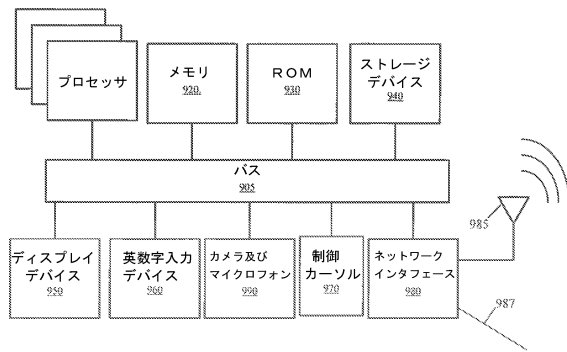 プロセッサ
メモリ
920
ROM
930
ストレージ
デバイス
940
バス
905
985
ディスプレイ
デバイス
950
英数字入力
デバイス
960
カメラ及び
マイクロフォン
990
制御
カーソル
970
ネットワーク
インタフェース
980
987